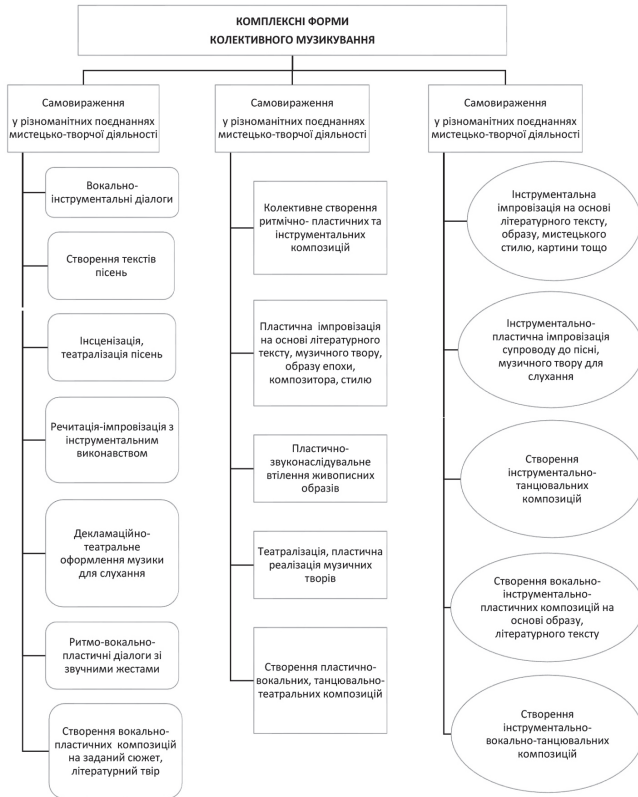 КОМПЛЕКСНІ ФОРМИ
КОЛЕКТИВНОГО МУЗИКУВАННЯ
Самовираження
у різноманітних поєднаннях
мистецько-творчої діяльності
Вокально-
інструментальні діалоги
Створення текстів
пісень
Інсценізація,
театралізація пісень
Речитація-імпровізація з
інструментальним
виконавством
Декламаційно-
театральне
оформлення музики
для слухання
Ритмо-вокально-
пластичні діалоги зі
звучними жестами
Створення вокально-
пластичних композицій
на заданий сюжет,
літературний твір
Самовираження
у різноманітних поєднаннях
мистецько-творчої діяльності
Колективне створення
ритмічно- пластичних та
інструментальних
композицій
Пластична імпровізація
на основі літературного
тексту, музичного твору,
образу епохи,
композитора, стилю
Пластично-
звуконаслідувальне
втілення живописних
образів
Театралізація, пластична
реалізація музичних
творів
Створення пластично-
вокальних, танцювально-
театральних композицій
Самовираження
у різноманітних поєднаннях
мистецько-творчої діяльності
Інструментальна
імпровізація на основі
літературного тексту,
образу, мистецького
стилю, картини тощо
Інструментально-
пластична імпровізація
супроводу до пісні,
музичного твору для
слухання
Створення
інструментально-
танцювальних
композицій
Створення вокально-
інструментально-
пластичних композицій на
основі образу,
літературного тексту
Створення
інструментально-
вокально-танцювальних
композицій